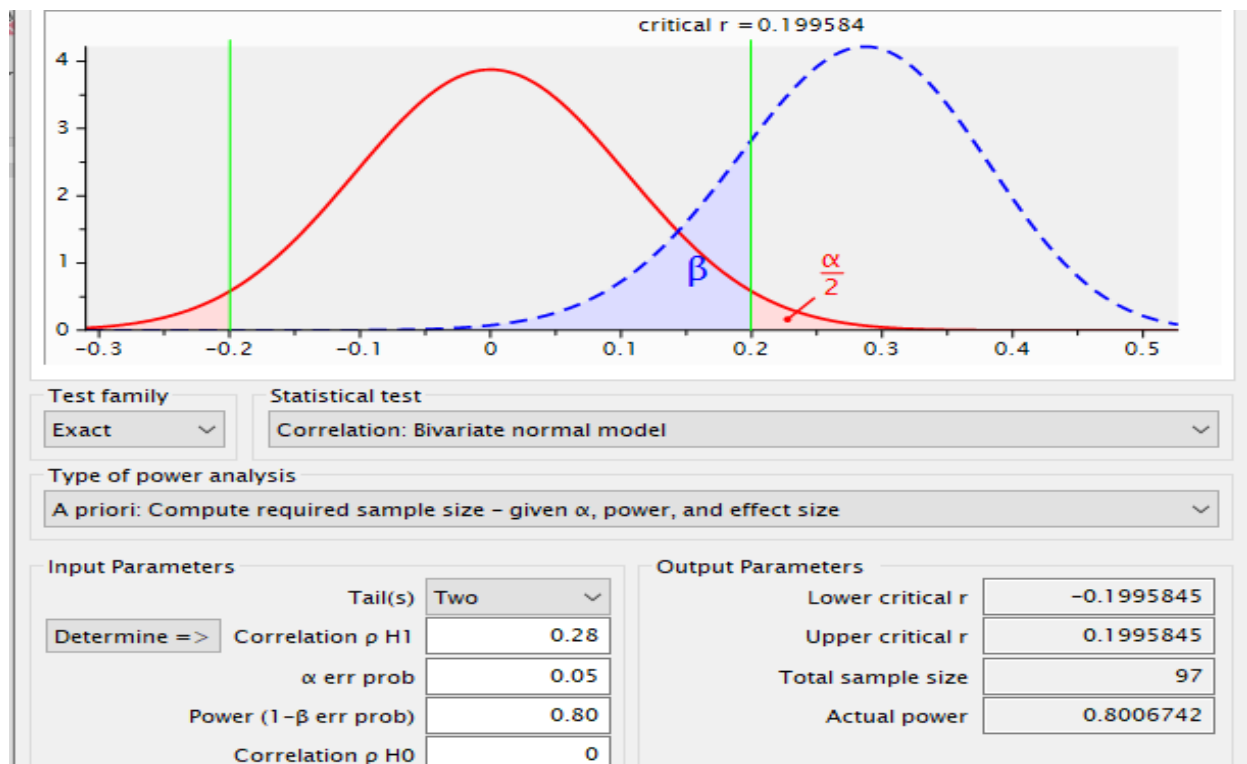 critical r = 0.199584
4
3
2
1
0
β
α
2
-0.3 -0.2 -0.1 0 0.1 0.2 0.3 0.4 0.5
Test family Statistical test
Exact Correlation: Bivariate normal model
Type of power analysis
A priori: Compute required sample size – given α, power, and effect size
Input Parameters Output Parameters
Tail(s) Two Lower critical r -0.1995845
Determine => Correlation ρ H1 0.28 Upper critical r 0.1995845
α err prob 0.05 Total sample size 97
Power (1-β err prob) 0.80 Actual power 0.8006742
Correlation ρ H0 0